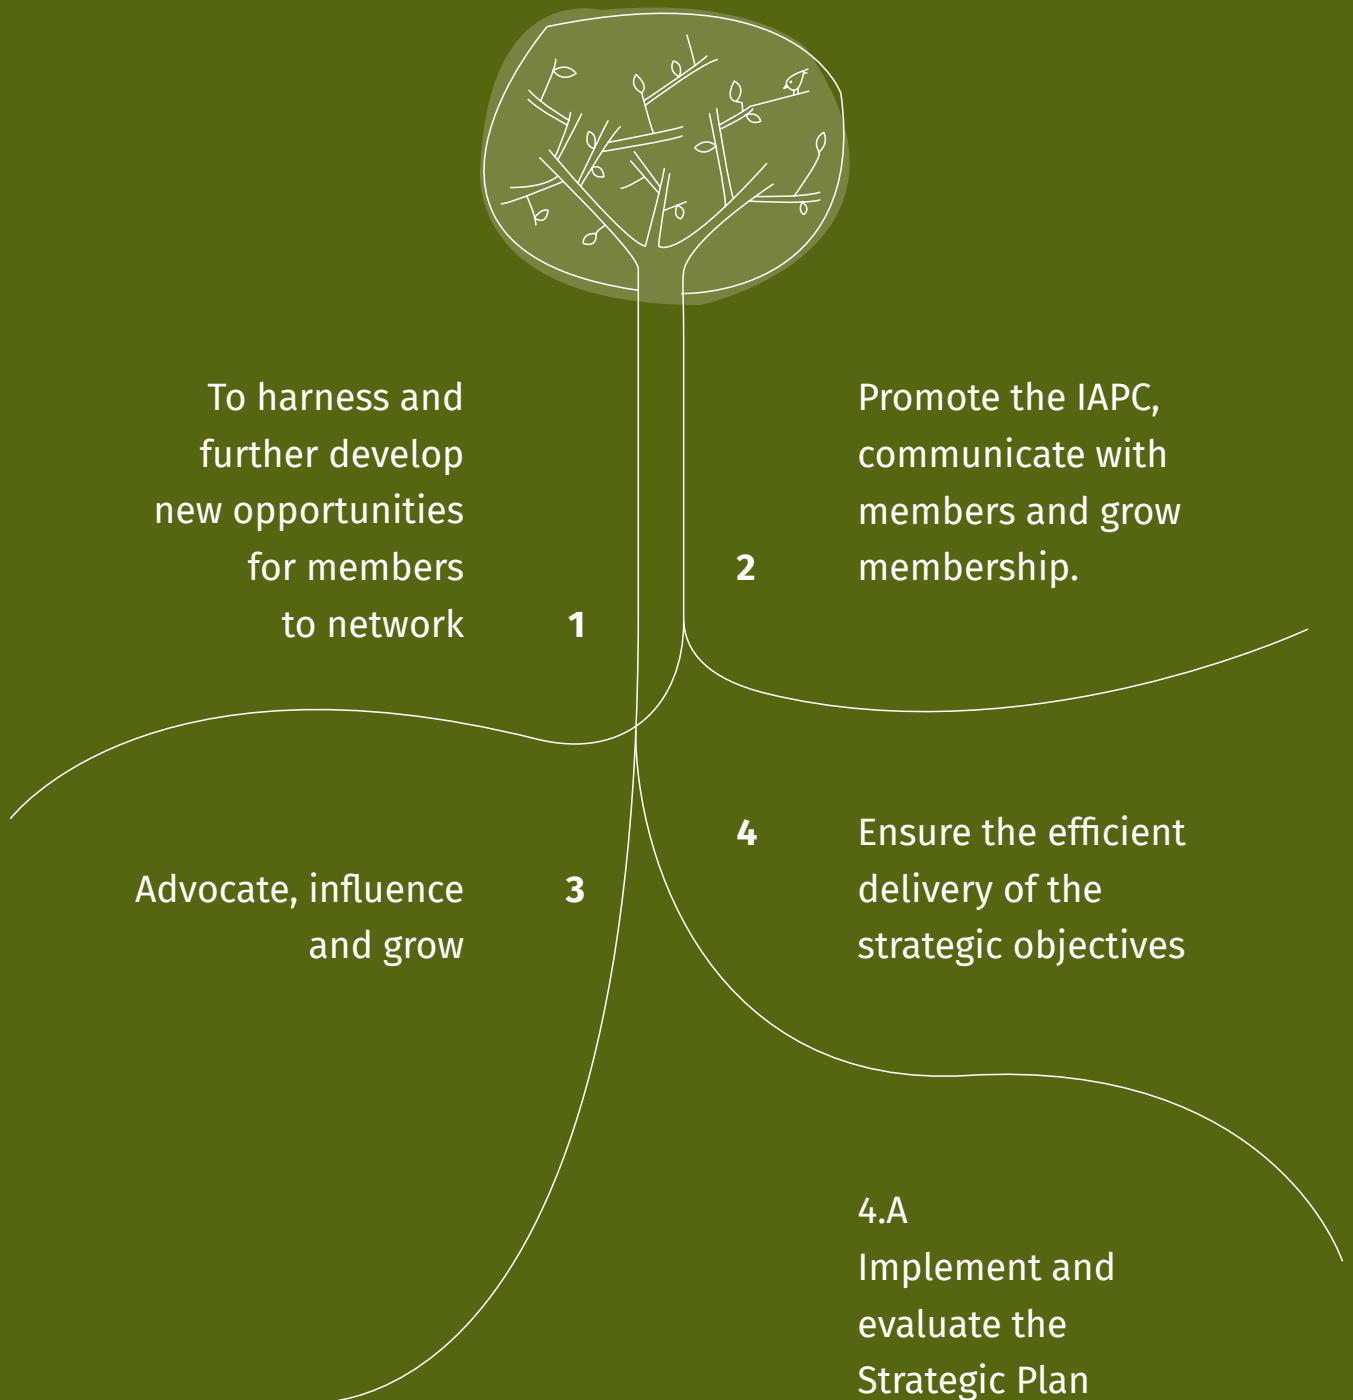 To harness and
further develop
new opportunities
for members
to network
1
2
Promote the IAPC,
communicate with
members and grow
membership.
Advocate, influence
and grow
3
4
Ensure the efficient
delivery of the
strategic objectives
4.A
Implement and
evaluate the
Strategic Plan